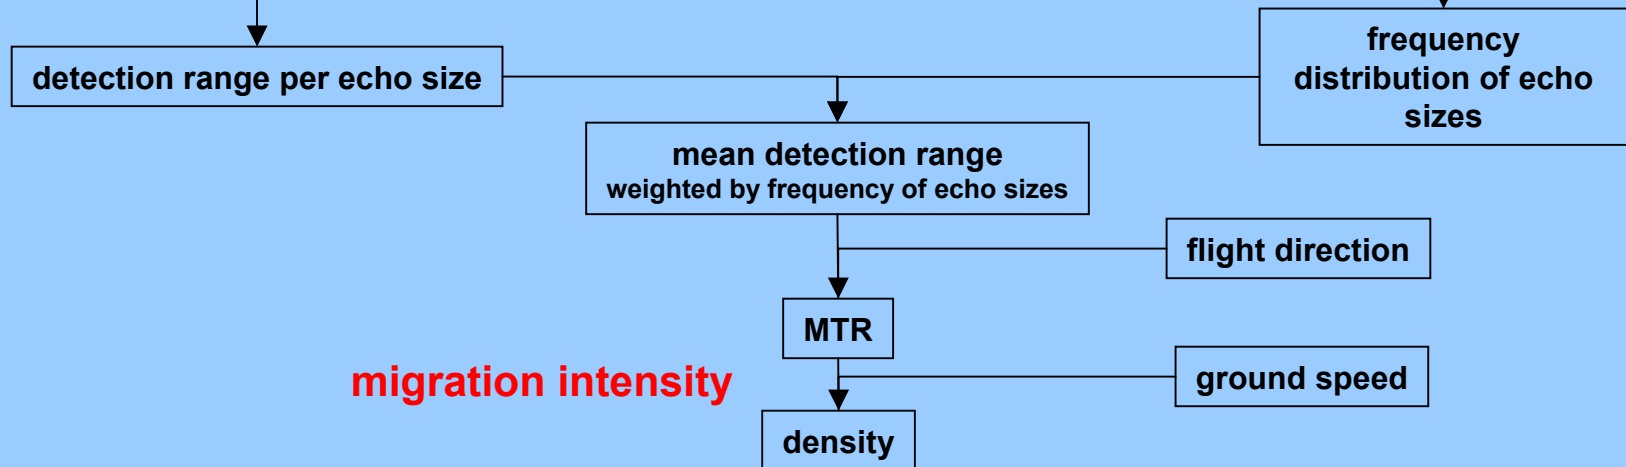 detection range per echo size
frequency
distribution of echo
sizes
mean detection range
weighted by frequency of echo sizes
flight direction
MTR
migration intensity
ground speed
density